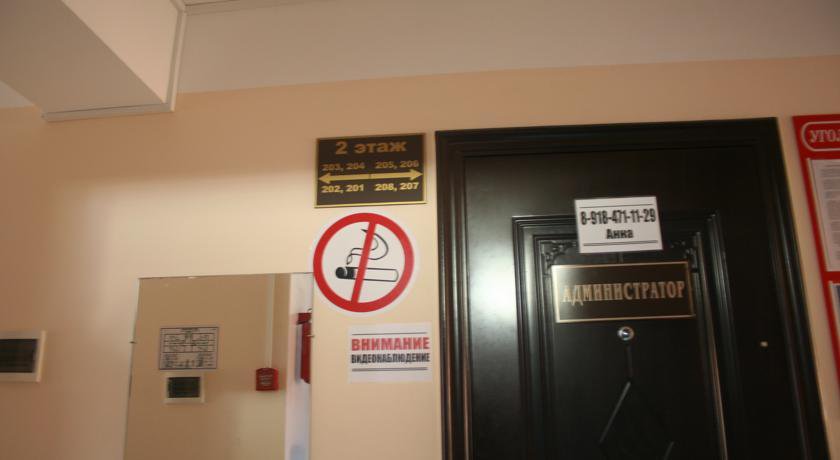 2 этаж
203, 204 205, 206
202, 201 208, 207
ВНИМАНИЕ
ВИДЕОНАБЛЮДЕНИЕ
8-918-471-11-29
Анна
АДМИНИСТРАТОР
УГОЛ